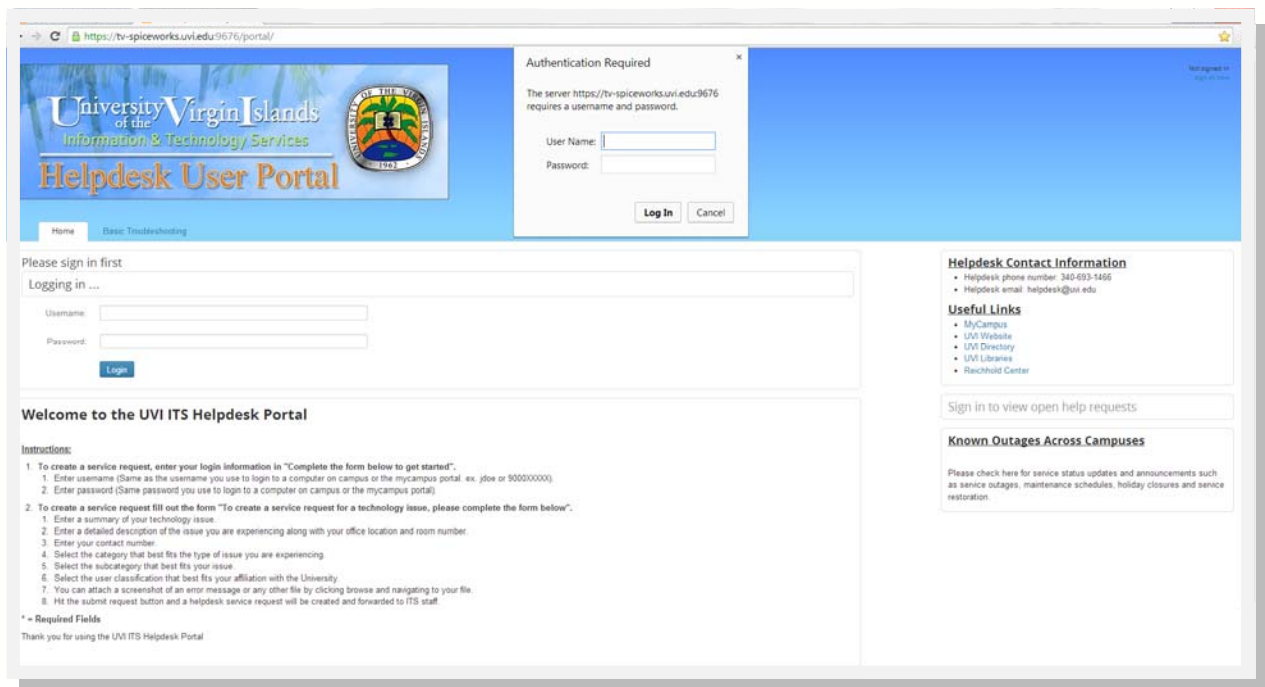 https://tv-spiceworks.uvi.edu:9676/portal/
Authentication Required
×
The server https://tv-spiceworks.uvi.edu:9676
requires a username and password.
User Name:
Password:
Log In Cancel
Not signed in
University of the Virgin Islands
Information & Technology Services
Helpdesk User Portal
UNIVERSITY OF THE VIRGIN ISLANDS
1962
Home Basic Troubleshooting
Please sign in first
Logging in ...
Username:
Password:
Login
Welcome to the UVI ITS Helpdesk Portal
Instructions:
1. To create a service request, enter your login information in "Complete the form below to get started".
1. Enter username (Same as the username you use to login to a computer on campus or the mycampus portal. ex. jdoe or 9000XXXXX).
2. Enter password (Same password you use to login to a computer on campus or the mycampus portal).
2. To create a service request fill out the form "To create a service request for a technology issue, please complete the form below".
1. Enter a summary of your technology issue.
2. Enter a detailed description of the issue you are experiencing along with your office location and room number.
3. Enter your contact number.
4. Select the category that best fits the type of issue you are experiencing.
5. Select the subcategory that best fits your issue.
6. Select the user classification that best fits your affiliation with the University.
7. You can attach a screenshot of an error message or any other file by clicking browse and navigating to your file.
8. Hit the submit request button and a helpdesk service request will be created and forwarded to ITS staff
* = Required Fields
Thank you for using the UVI ITS Helpdesk Portal
Helpdesk Contact Information
• Helpdesk phone number: 340-693-1466
• Helpdesk email: helpdesk@uvi.edu
Useful Links
• MyCampus
• UVI Website
• UVI Directory
• UVI Libraries
• Reichhold Center
Sign in to view open help requests
Known Outages Across Campuses
Please check here for service status updates and announcements such
as service outages, maintenance schedules, holiday closures and service
restoration.